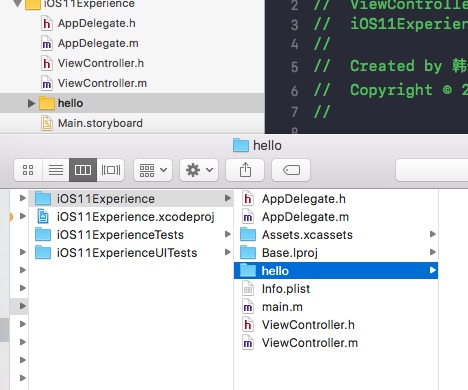 iOS11Experience
AppDelegate.h
AppDelegate.m
ViewController.h
ViewController.m
hello
Main.storyboard
2 // ViewController
3 // iOS11Experien
4 //
5 // Created by 韩
6 // Copyright © 2
7 //
8
hello
iOS11Experience
iOS11Experience.xcodeproj
iOS11ExperienceTests
iOS11ExperienceUITests
AppDelegate.h
AppDelegate.m
Assets.xcassets
Base.lproj
hello
Info.plist
main.m
ViewController.h
ViewController.m